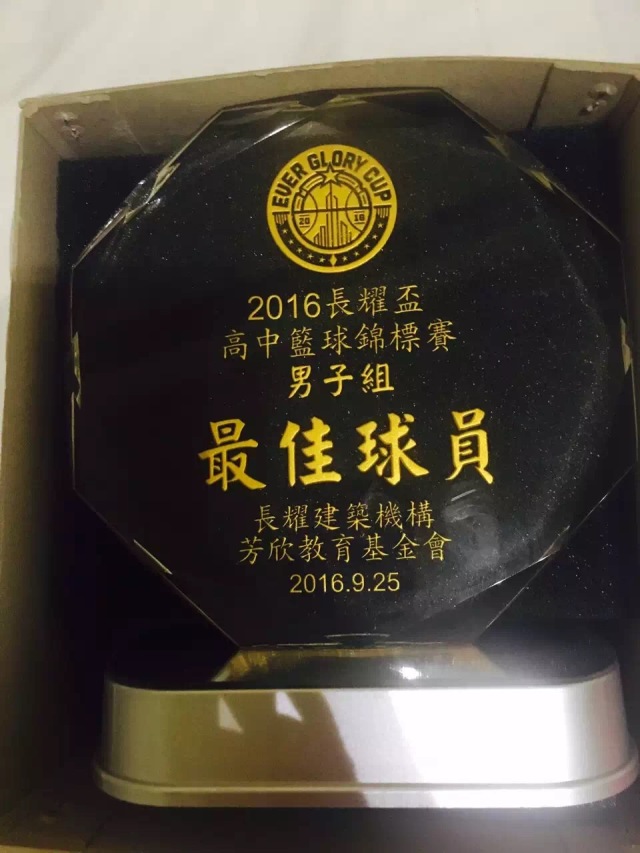 EVER GLORY CUP
20 16
2016長耀盃
高中籃球錦標賽
男子組
最佳球員
長耀建築機構
芳欣教育基金會
2016.9.25